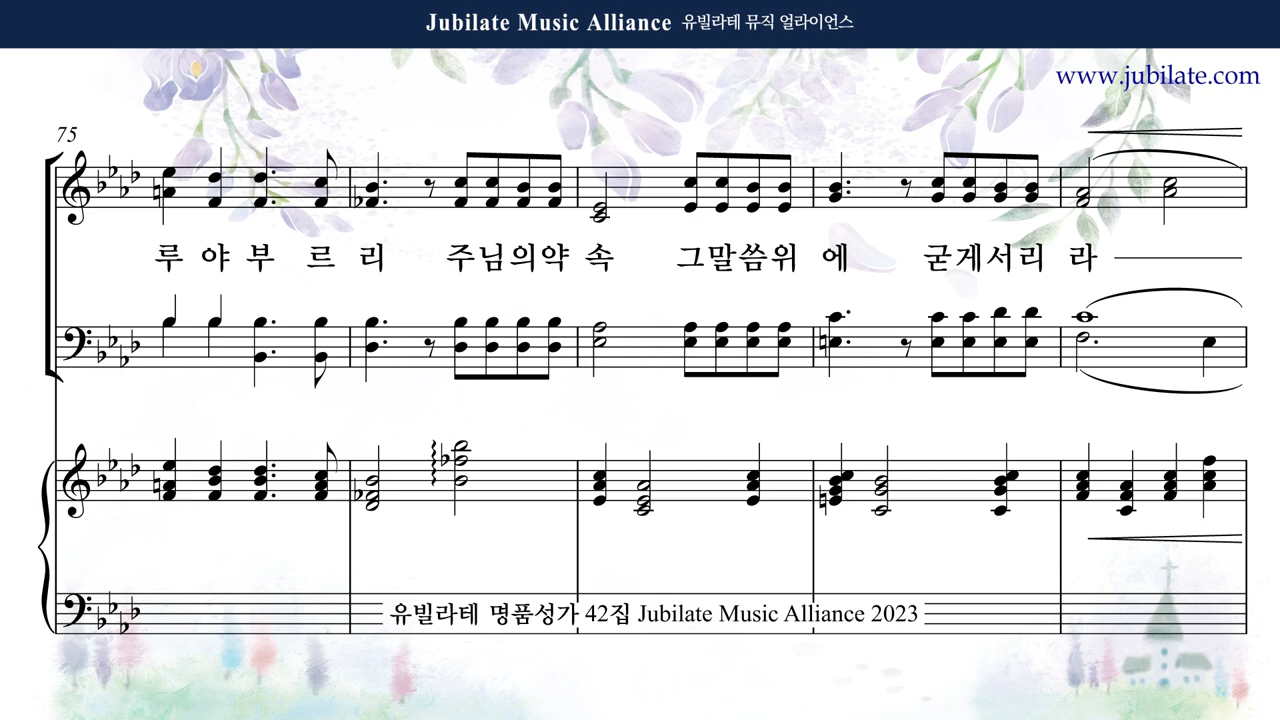 Jubilate Music Alliance 유빌라테 뮤직 얼라이언스
www.jubilate.com
75
루 야 부 르 리 주님의약 속 그말씀위 에 굳게서리 라
유빌라테 명품성가 42집 Jubilate Music Alliance 2023